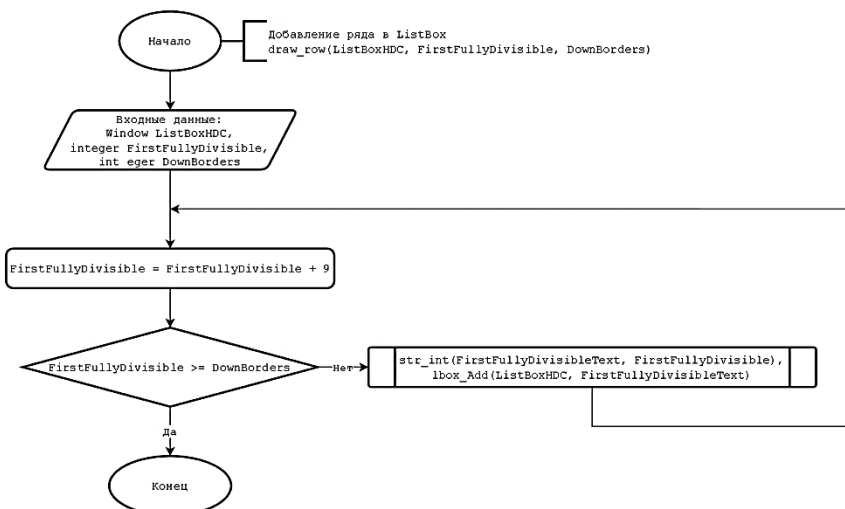 Начало
Добавление ряда в ListBox
draw_row(ListBoxHDC, FirstFullyDivisible, DownBorders)
Входные данные:
Window ListBoxHDC,
integer FirstFullyDivisible,
int eger DownBorders
FirstFullyDivisible = FirstFullyDivisible + 9
FirstFullyDivisible >= DownBorders
Нет
str_int(FirstFullyDivisibleText, FirstFullyDivisible),
lbox_Add(ListBoxHDC, FirstFullyDivisibleText)
Да
Конец